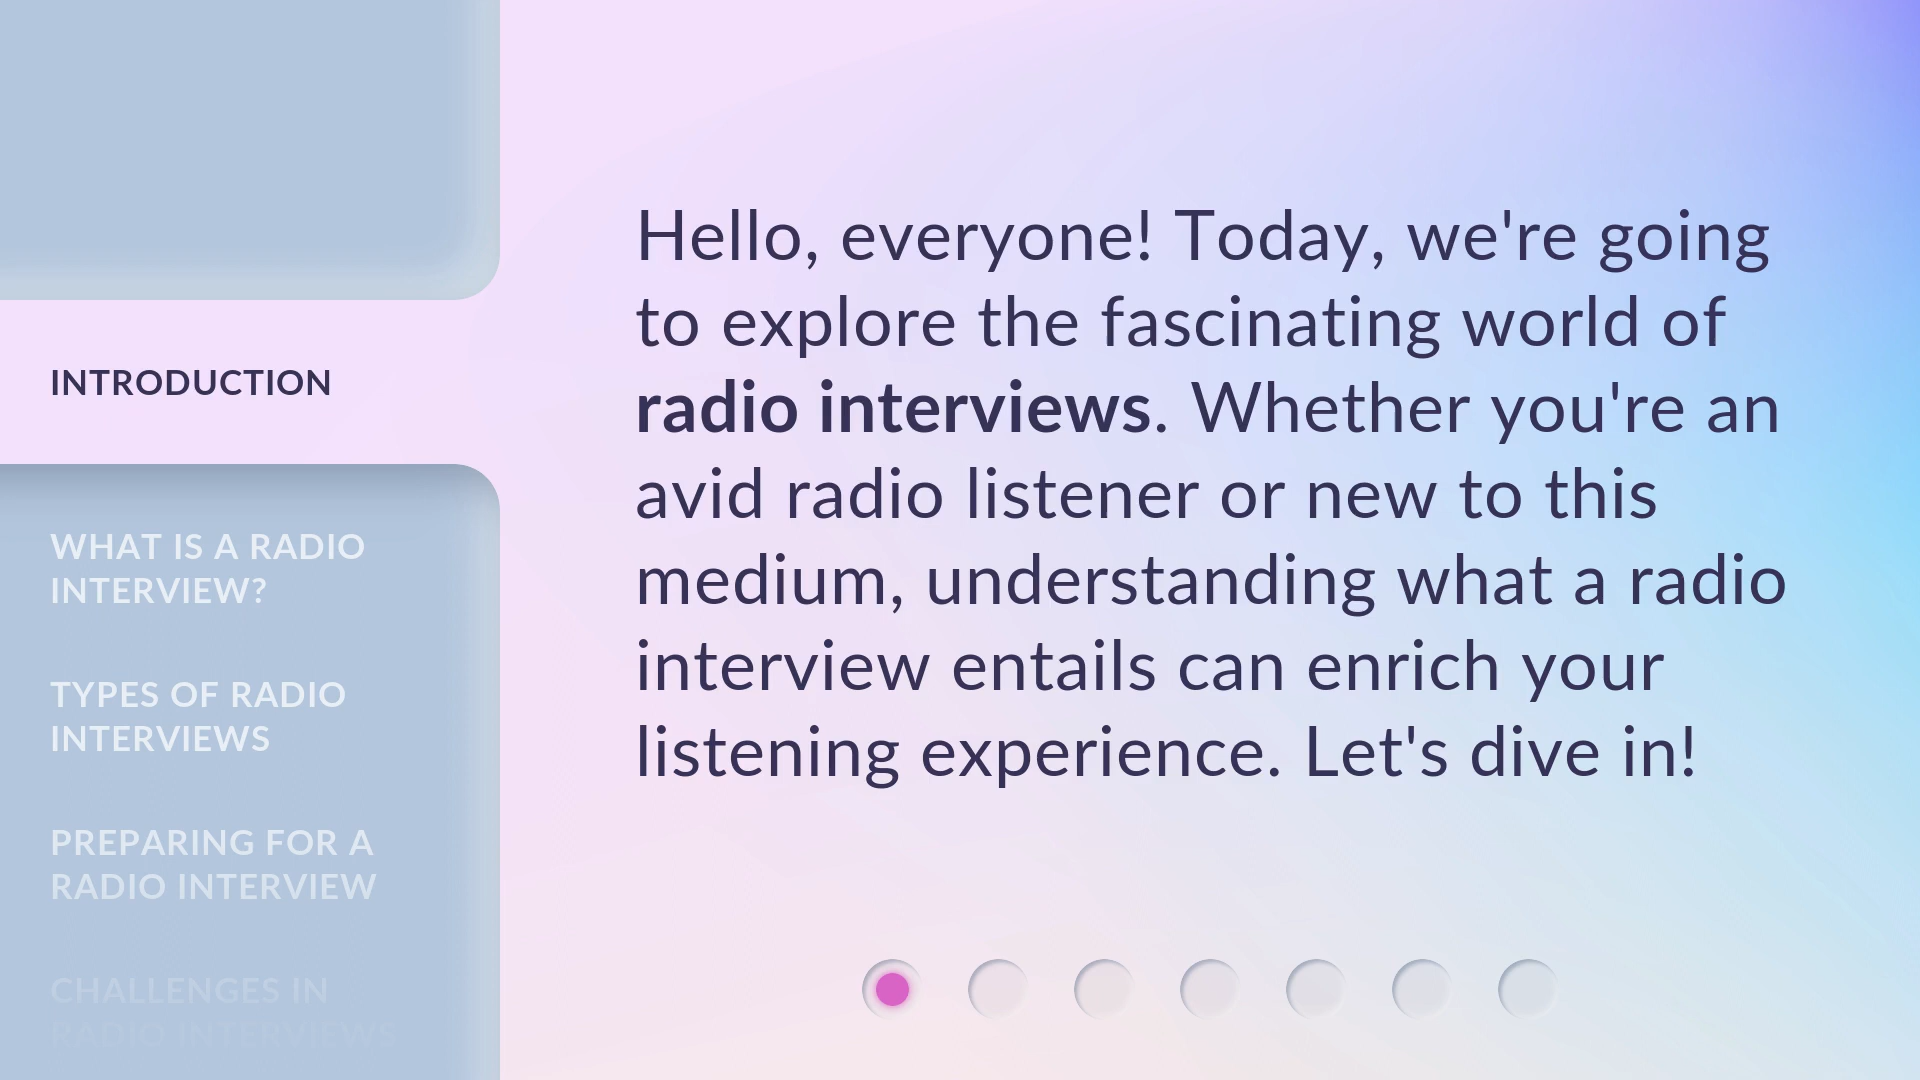 INTRODUCTION
WHAT IS A RADIO
INTERVIEW?
TYPES OF RADIO
INTERVIEWS
PREPARING FOR A
RADIO INTERVIEW
CHALLENGES IN
RADIO INTERVIEWS
Hello, everyone! Today, we're going
to explore the fascinating world of
radio interviews. Whether you're an
avid radio listener or new to this
medium, understanding what a radio
interview entails can enrich your
listening experience. Let's dive in!